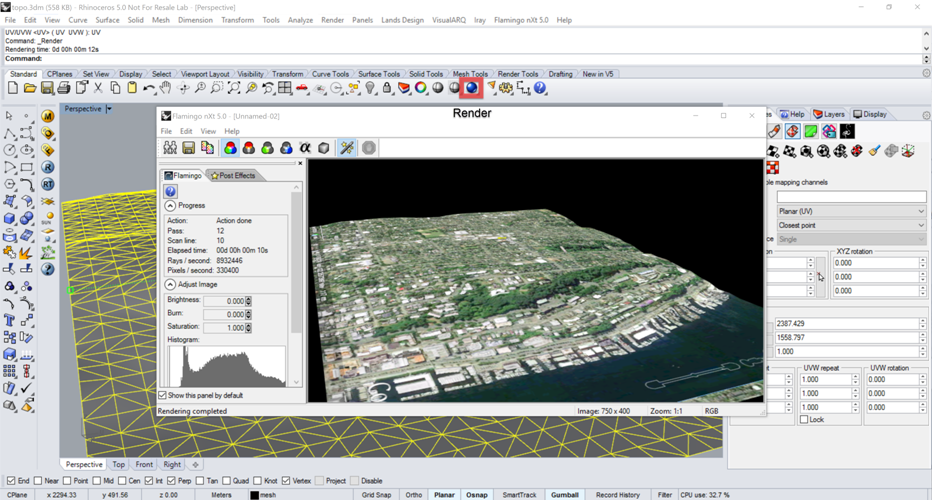 topo.3dm (558 KB) - Rhinoceros 5.0 Not For Resale Lab - [Perspective]
File Edit View Curve Surface Solid Mesh Dimension Transform Tools Analyze Render Panels Lands Design VisualARQ Iray Flamingo nXt 5.0 Help
UV/UVW <UV> ( UV UVW ): UV
Command: _Render
Rendering time: 0d 00h 00m 12s
Command:
Standard CPlanes Set View Display Select Viewport Layout Visibility Transform Curve Tools Surface Tools Solid Tools Mesh Tools Render Tools Drafting New in V5
Perspective
Render
Flamingo nXt 5.0 - [Unnamed-02]
File Edit View Help
Flamingo Post Effects
Progress
Action: Action done
Pass: 12
Scan line: 10
Elapsed time: 00d 00h 00m 10s
Rays / second: 8932446
Pixels / second: 330400
Adjust Image
Brightness: 0.000
Burn: 0.000
Saturation: 1.000
Histogram:
Show this panel by default
Rendering completed
Image: 750 x 400 Zoom: 1:1 RGB
Help Layers Display
mapping channels
Planar (UV)
Closest point
Single
XYZ rotation
0.000
0.000
0.000
2387.429
1558.797
1.000
UVW repeat UVW rotation
1.000 0.000
1.000 0.000
1.000 0.000
Lock
Perspective Top Front Right
End Near Point Mid Cen Int Perp Tan Quad Knot Vertex Project Disable
CPlane x 2294.33 y 491.56 z 0.00 Meters mesh Grid Snap Ortho Planar Osnap SmartTrack Gumball Record History Filter CPU use: 32.7 %